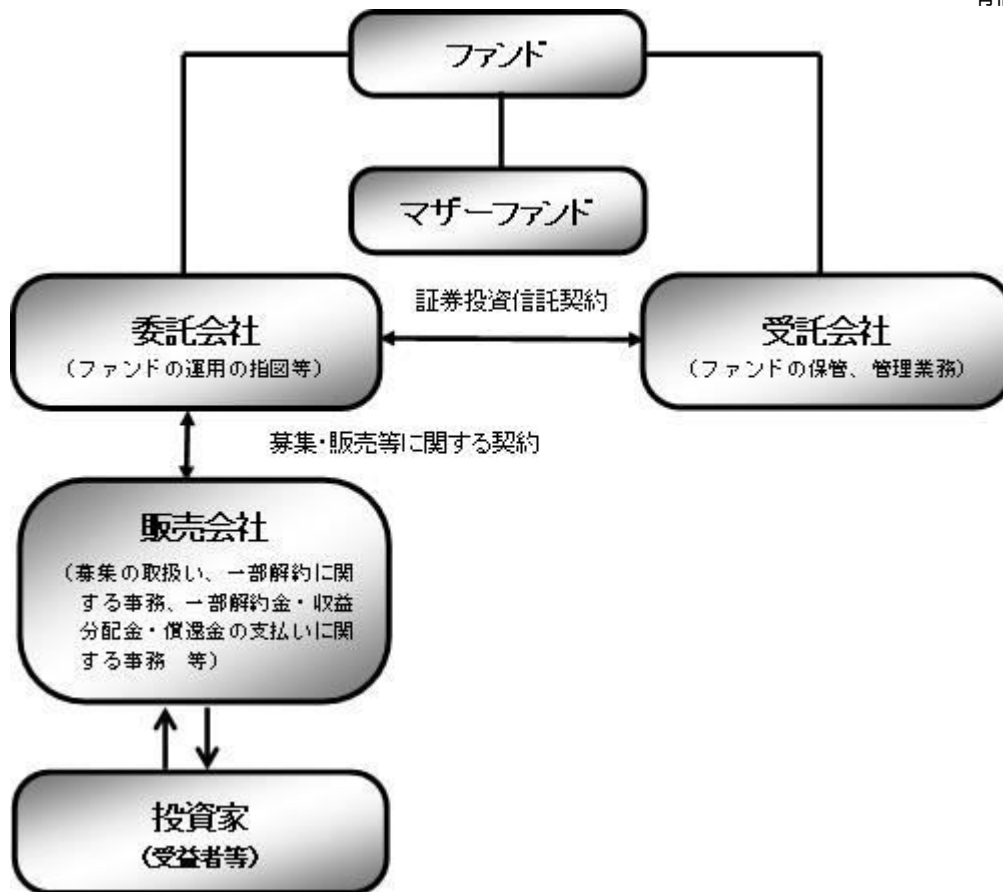 ファンド
マザーファンド
証券投資信託契約
委託会社
（ファンドの運用の指図等）
受託会社
（ファンドの保管、管理業務）
募集・販売等に関する契約
販売会社
（募集の取扱い、一部解約に関
する事務、一部解約金・収益
分配金・償還金の支払いに関
する事務　等）
投資家
（受益者等）